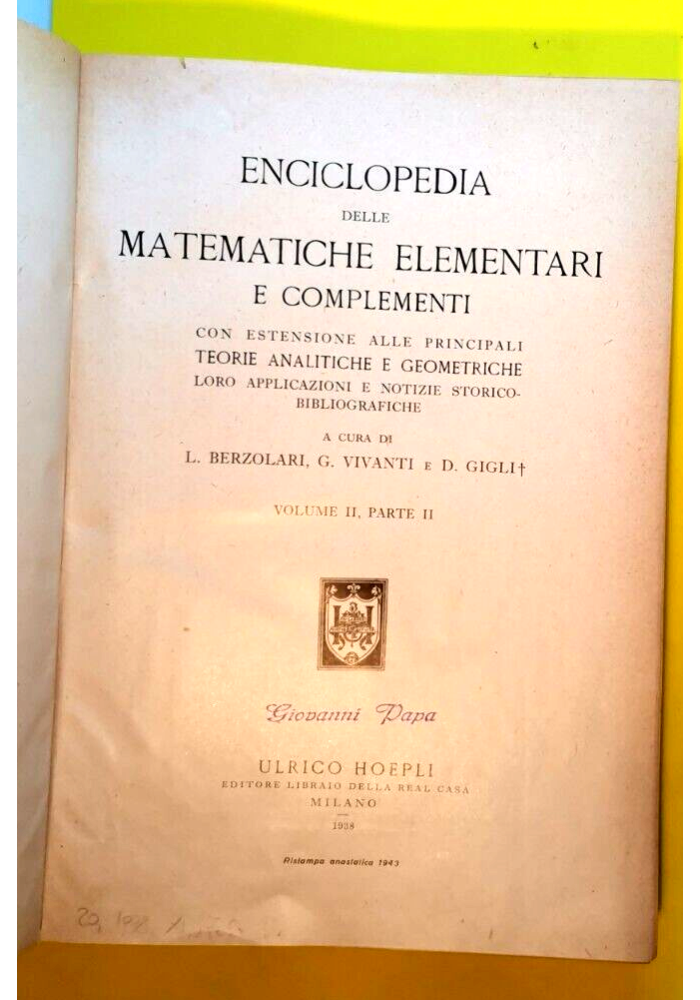 ENCICLOPEDIA
DELLE
MATEMATICHE ELEMENTARI
E COMPLEMENTI
CON ESTENSIONE ALLE PRINCIPALI
TEORIE ANALITICHE E GEOMETRICHE
LORO APPLICAZIONI E NOTIZIE STORICO-
BIBLIOGRAFICHE
A CURA DI
L. BERZOLARI, G. VIVANTI E D. GIGLI†
VOLUME II, PARTE II
Giovanni Papa
ULRICO HOEPLI
EDITORE LIBRAIO DELLA REAL CASA
MILANO
1938
Ristampa anastatica 1943